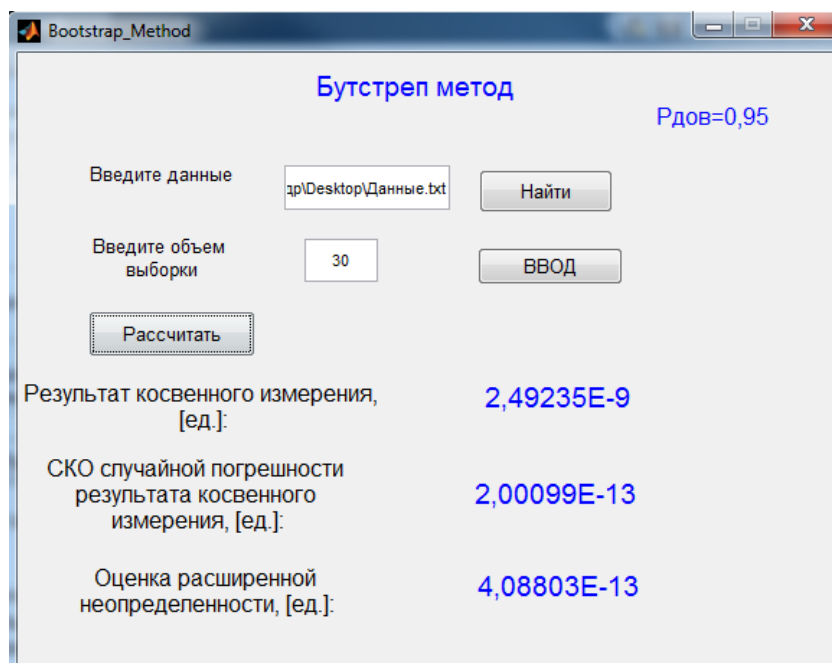 Bootstrap_Method
Бутстреп метод
Рдов=0,95
Введите данные
др\Desktop\Данные.txt
Найти
Введите объем
выборки
30
ВВОД
Рассчитать
Результат косвенного измерения,
[ед.]:
2,49235E-9
СКО случайной погрешности
результата косвенного
измерения, [ед.]:
2,00099E-13
Оценка расширенной
неопределенности, [ед.]:
4,08803E-13